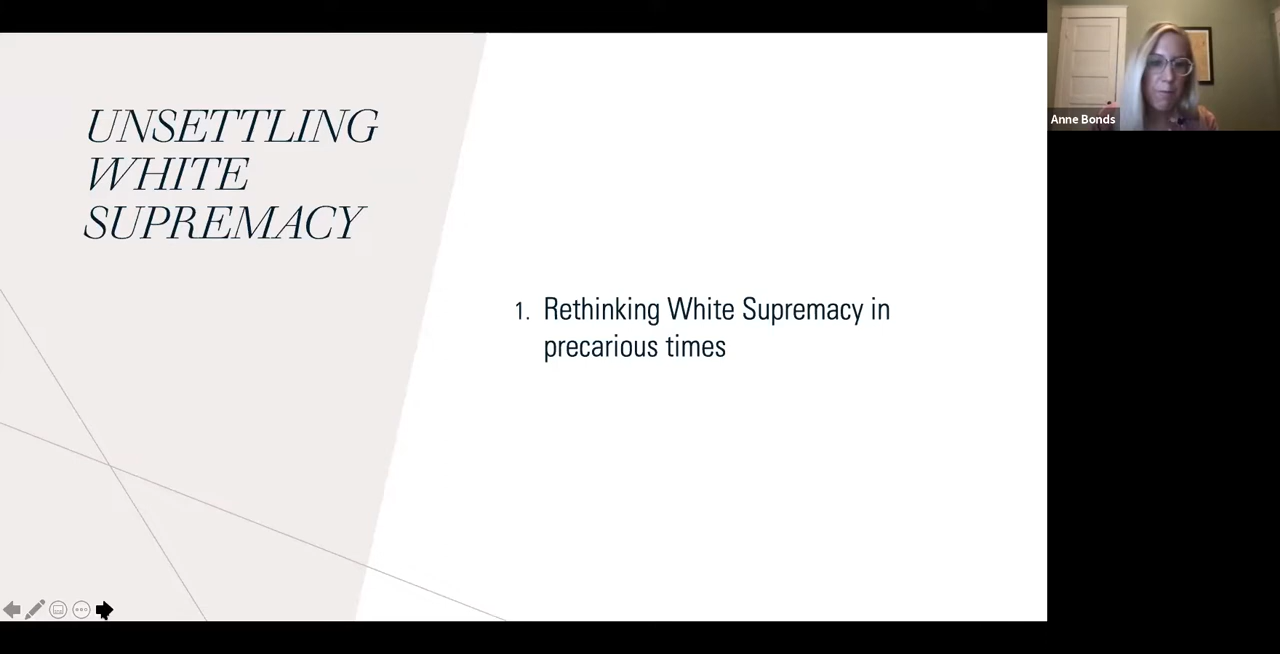 UNSETTLING
WHITE
SUPREMACY
1. Rethinking White Supremacy in
precarious times
Anne Bonds